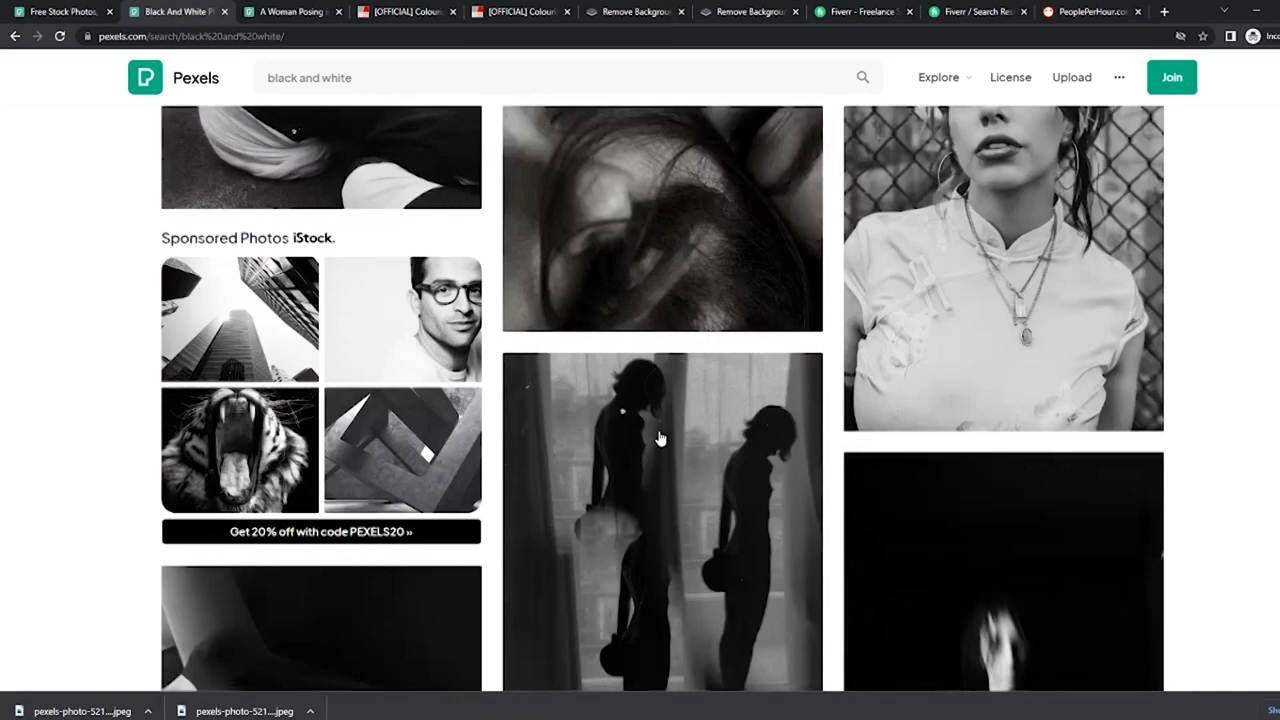 Free Stock Photos,
Black And White P
A Woman Posing i
[OFFICIAL] Colouri
[OFFICIAL] Colouri
Remove Backgrou
Remove Backgrou
Fiverr - Freelance S
Fiverr / Search Res
PeoplePerHour.co
pexels.com/search/black%20and%20white/
Pexels
black and white
Explore
License
Upload
Join
Sponsored Photos iStock.
Get 20% off with code PEXELS20 »
pexels-photo-521....jpeg
pexels-photo-521....jpeg